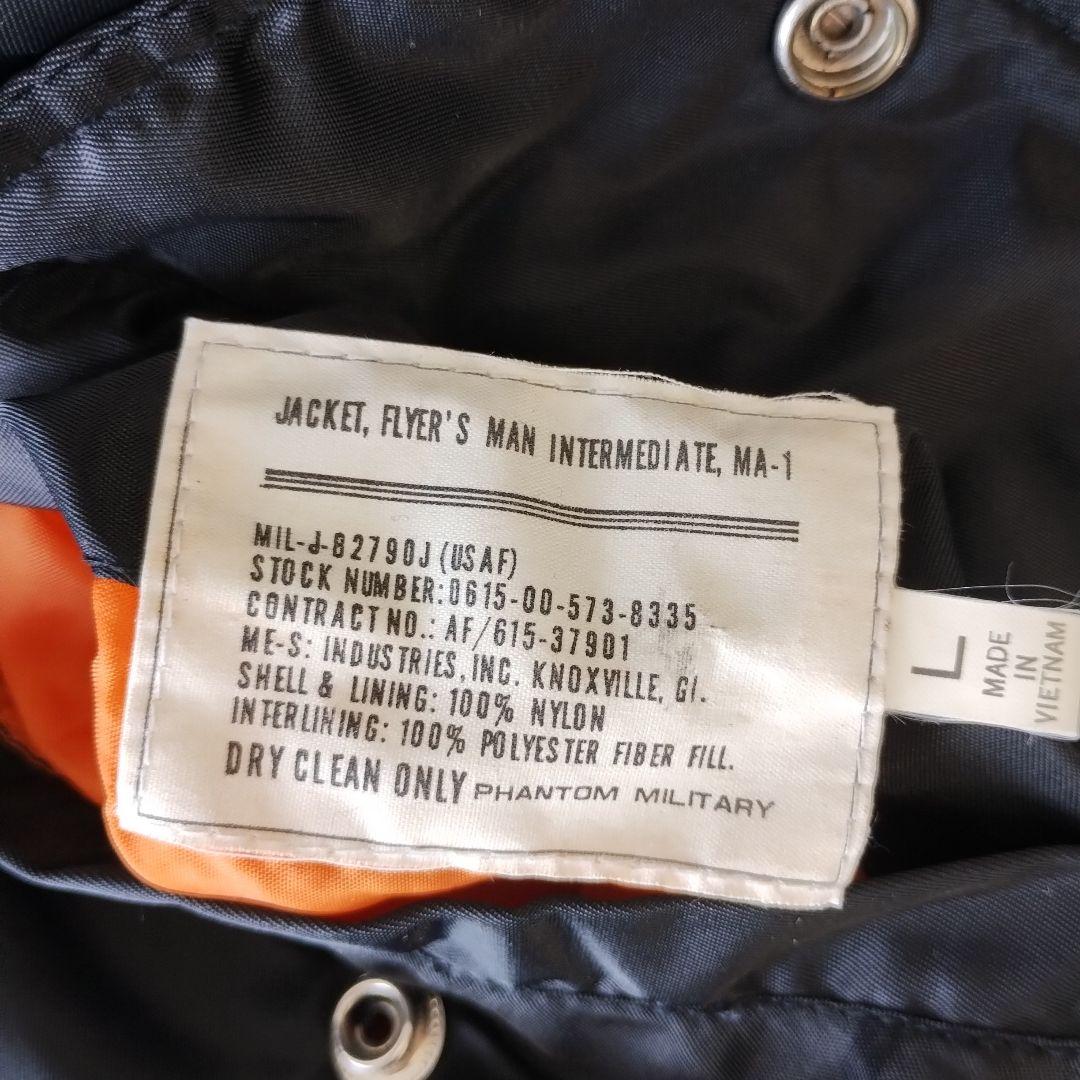 JACKET, FLYER'S MAN INTERMEDIATE, MA-1
MIL-J-82790J (USAF)
STOCK NUMBER:0615-00-573-8335
CONTRACT NO.: AF/615-37901
ME-S: INDUSTRIES, INC. KNOXVILLE, GI.
SHELL & LINING: 100% NYLON
INTERLINING: 100% POLYESTER FIBER FILL.
DRY CLEAN ONLY PHANTOM MILITARY
L
MADE
IN
VIETNAM